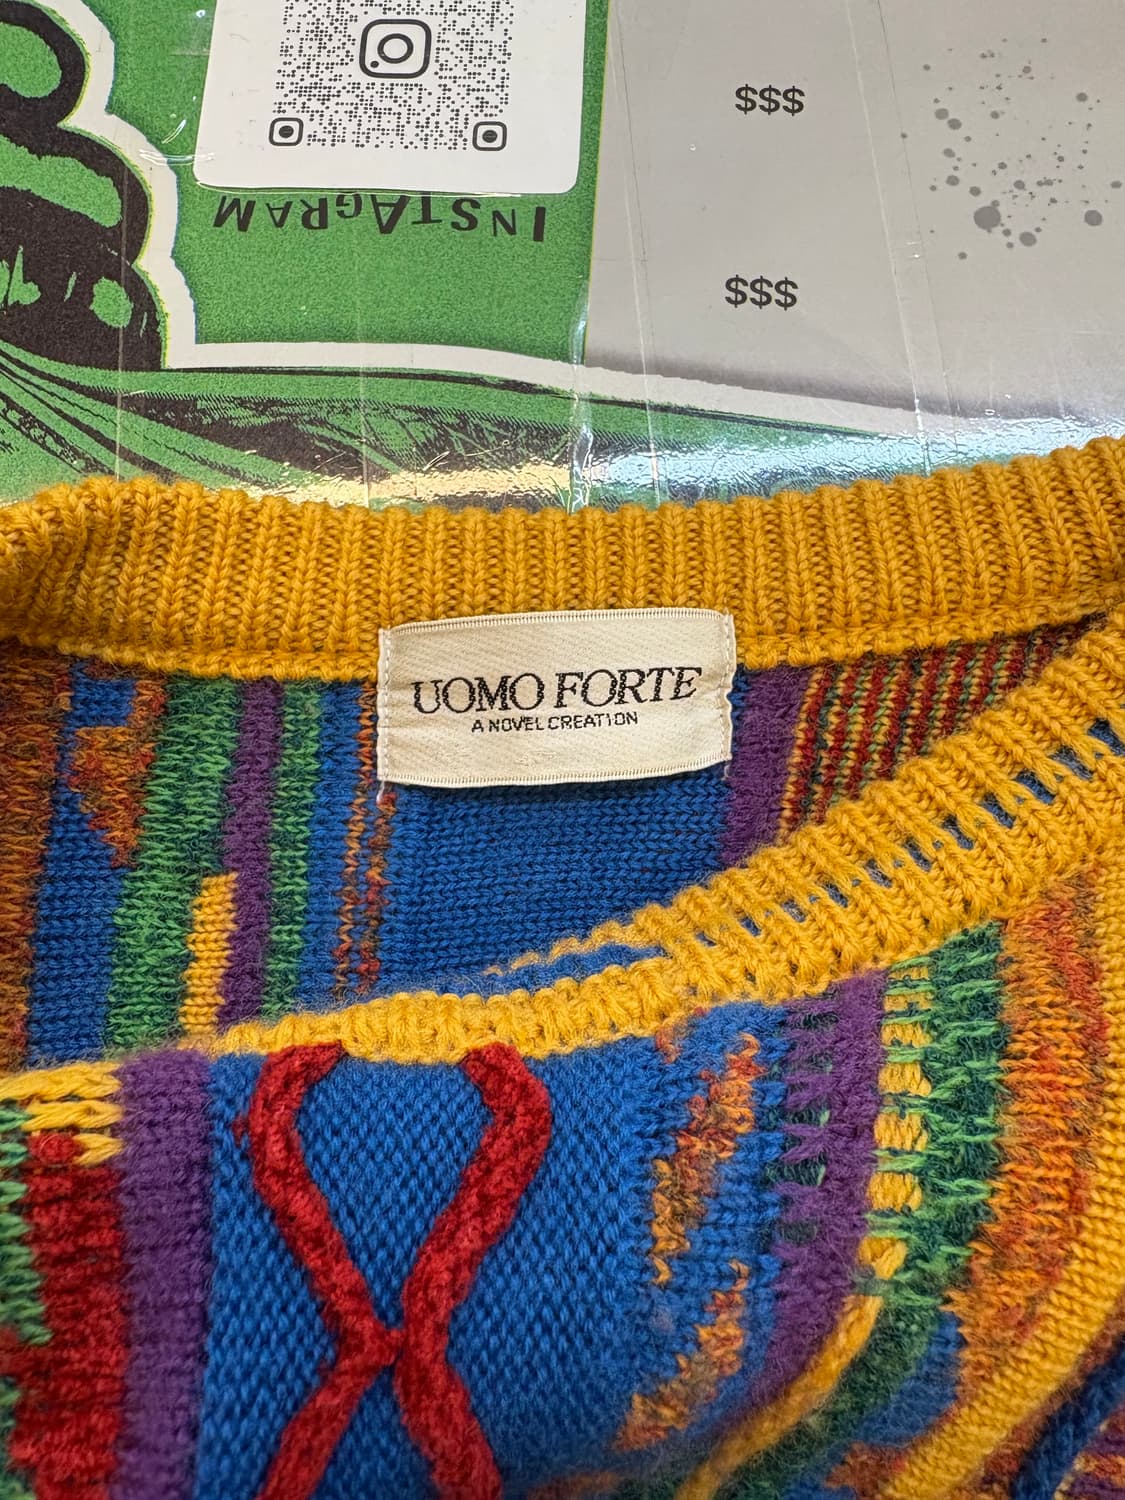 INSTAGRAM
$$$
$$$
UOMO FORTE
A NOVEL CREATION